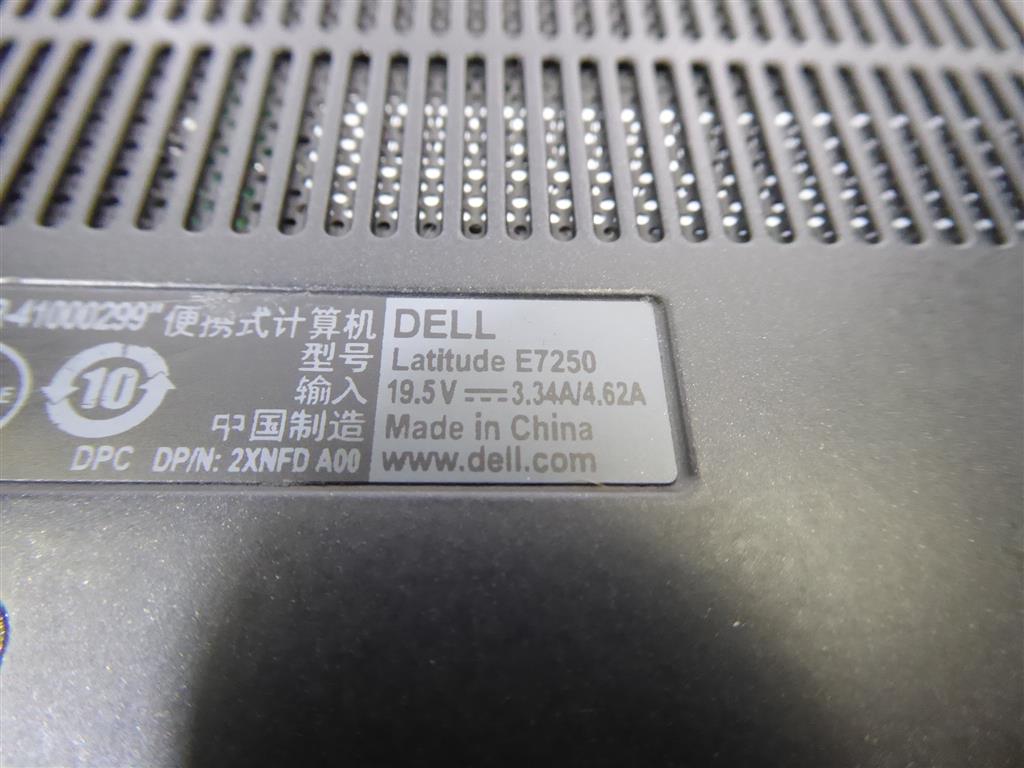 -41000299" 便携式计算机 DELL
型号 Latitude E7250
输入 19.5V 3.34A/4.62A
中国制造 Made in China
DPC DP/N: 2XNFD A00 www.dell.com
10
E